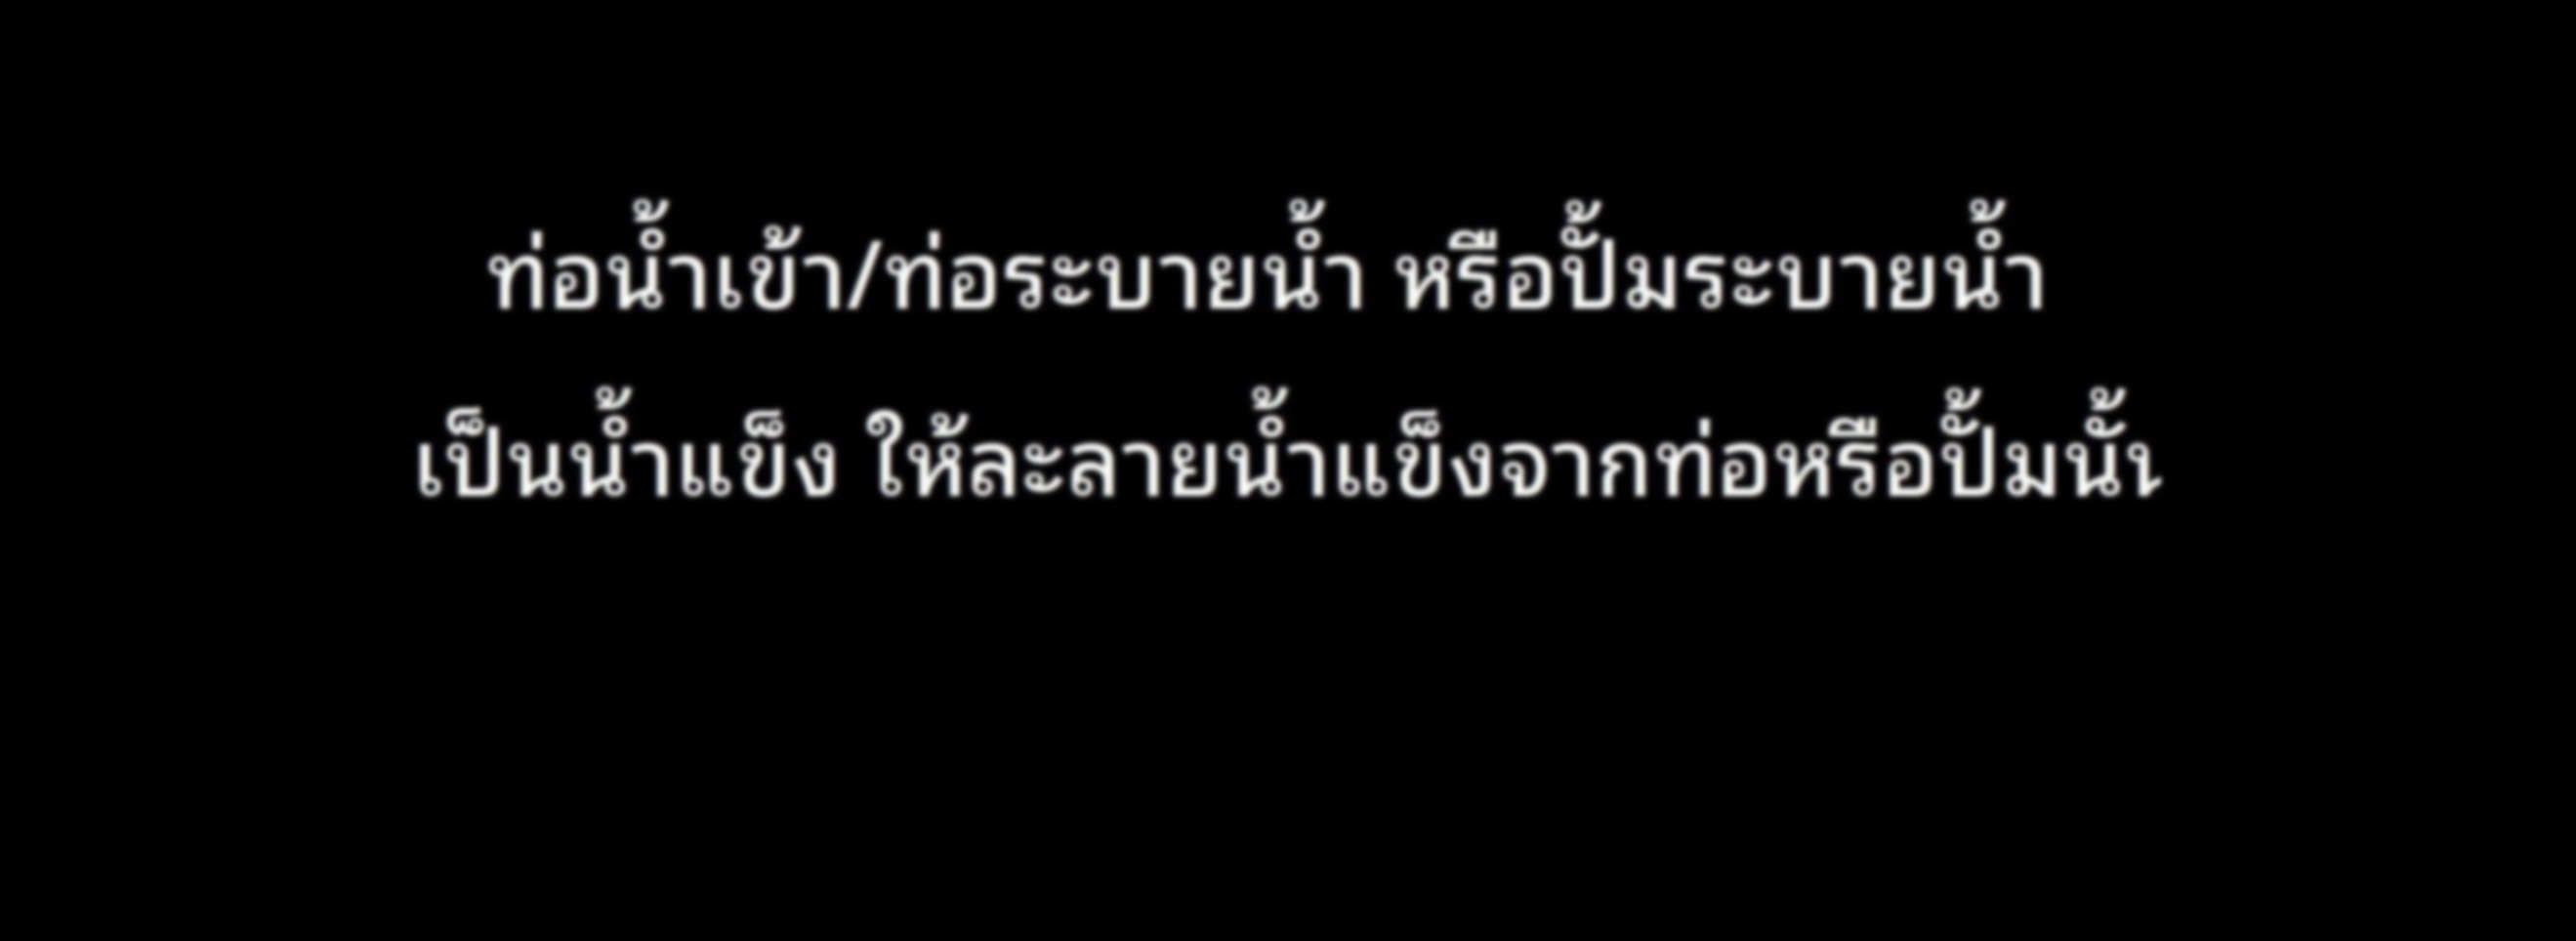 ท่อน้ำเข้า/ท่อระบายน้ำ หรือปั้มระบายน้ำ
เป็นน้ำแข็ง ให้ละลายน้ำแข็งจากท่อหรือปั้มนั้น